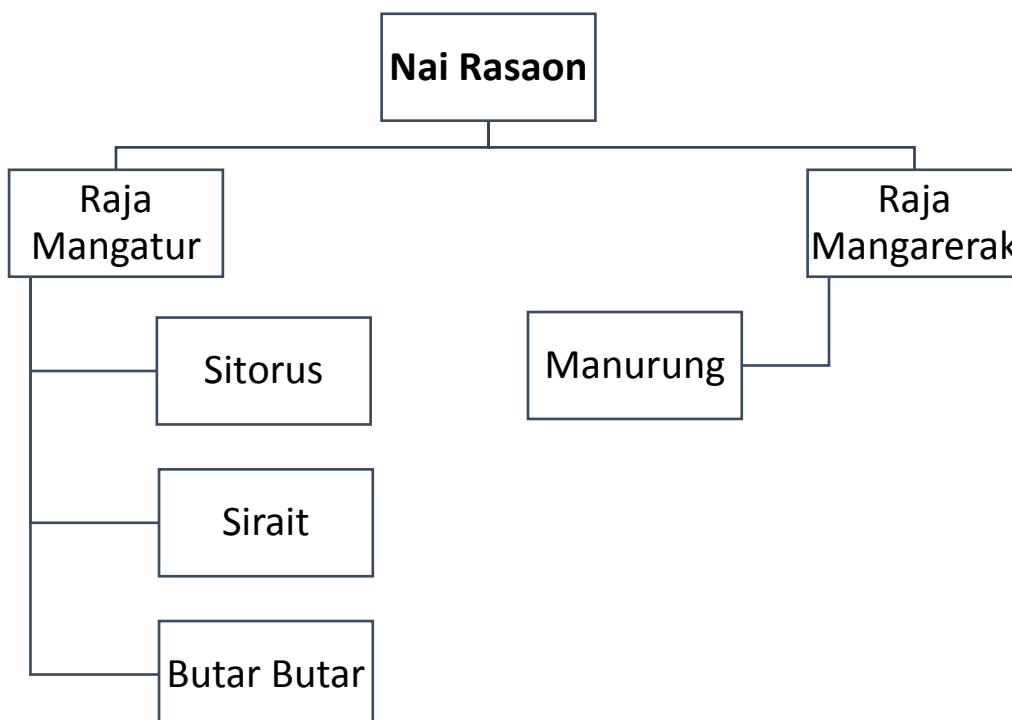 Nai Rasaon
Raja
Mangatur
Raja
Mangarerak
Sitorus
Manurung
Sirait
Butar Butar